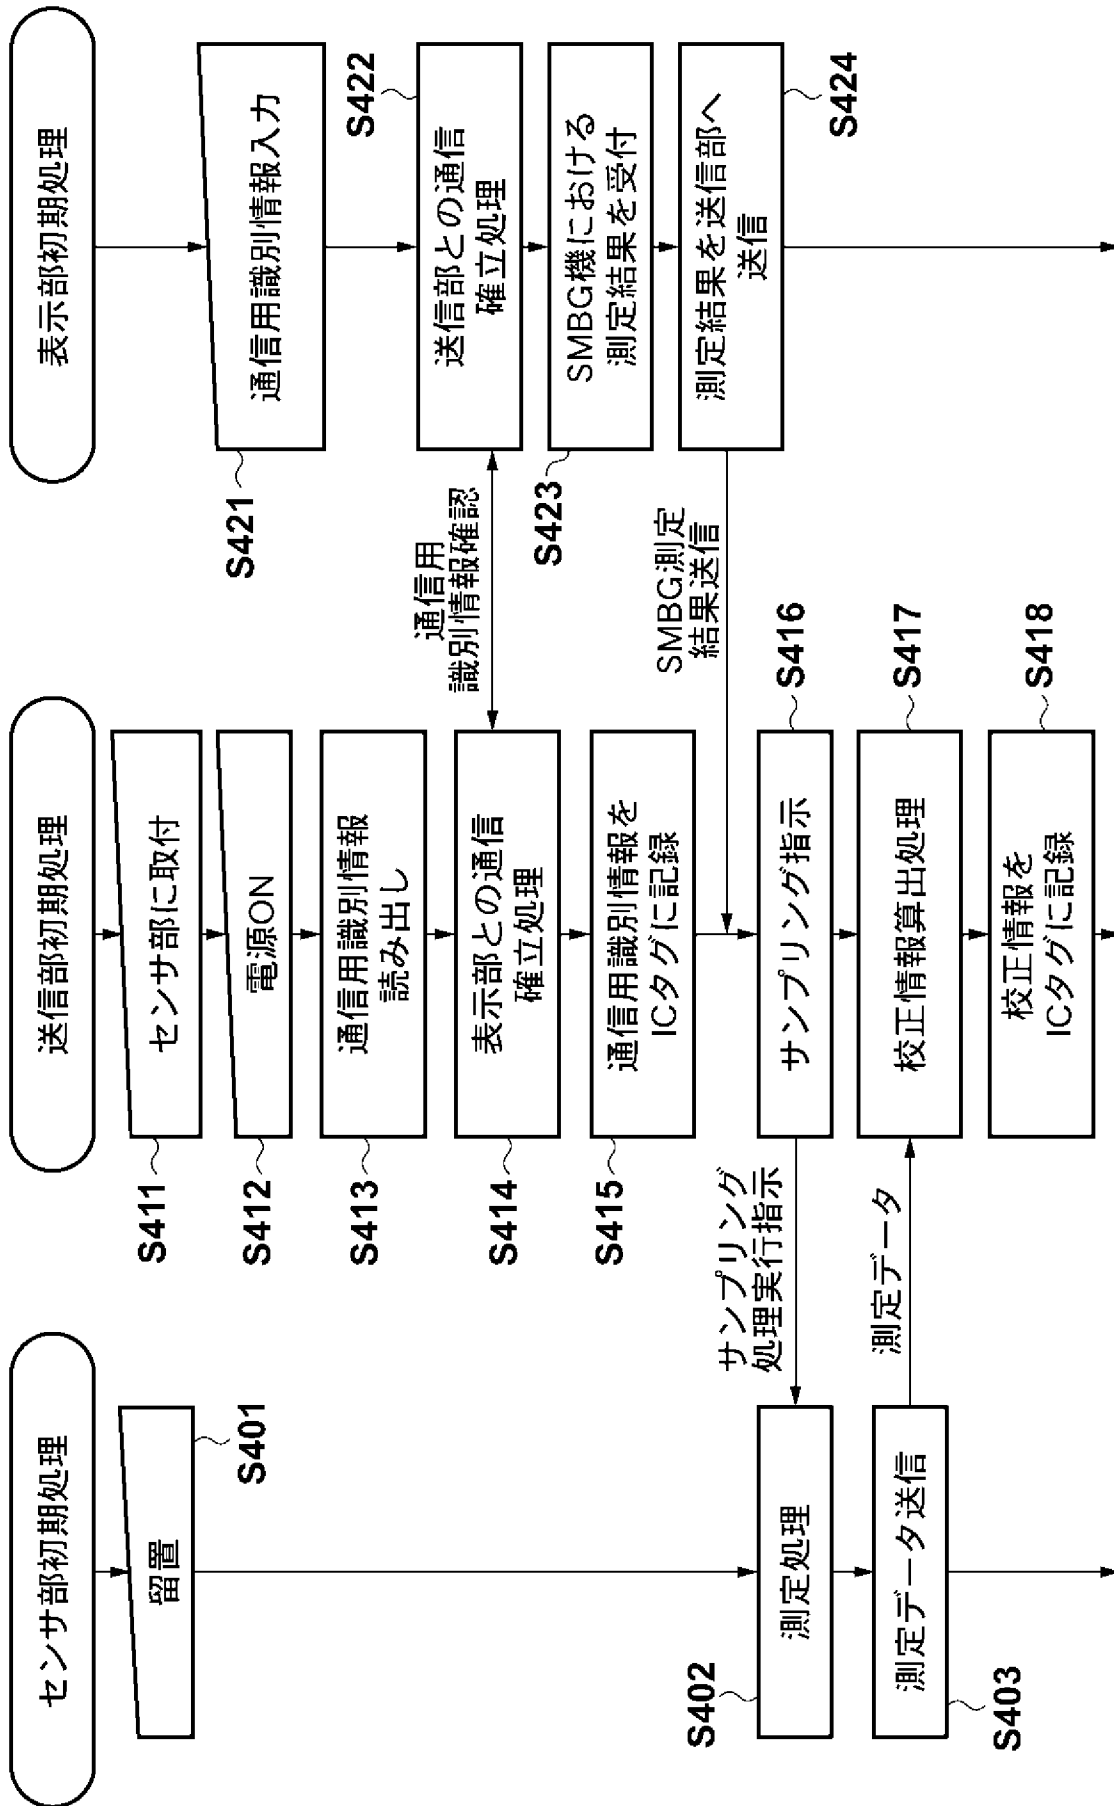 センサ部初期処理
留置
S401
測定処理
S402
測定データ送信
S403
送信部初期処理
センサ部に取付
S411
電源ON
S412
通信用識別情報
読み出し
S413
表示部との通信
確立処理
S414
通信用識別情報を
ICタグに記録
S415
サンプリング指示
S416
サンプリング
処理実行指示
校正情報算出処理
S417
測定データ
校正情報を
ICタグに記録
S418
表示部初期処理
通信用識別情報入力
S421
送信部との通信
確立処理
S422
通信用
識別情報確認
SMBG機における
測定結果を受付
S423
測定結果を送信部へ
送信
S424
SMBG測定
結果送信